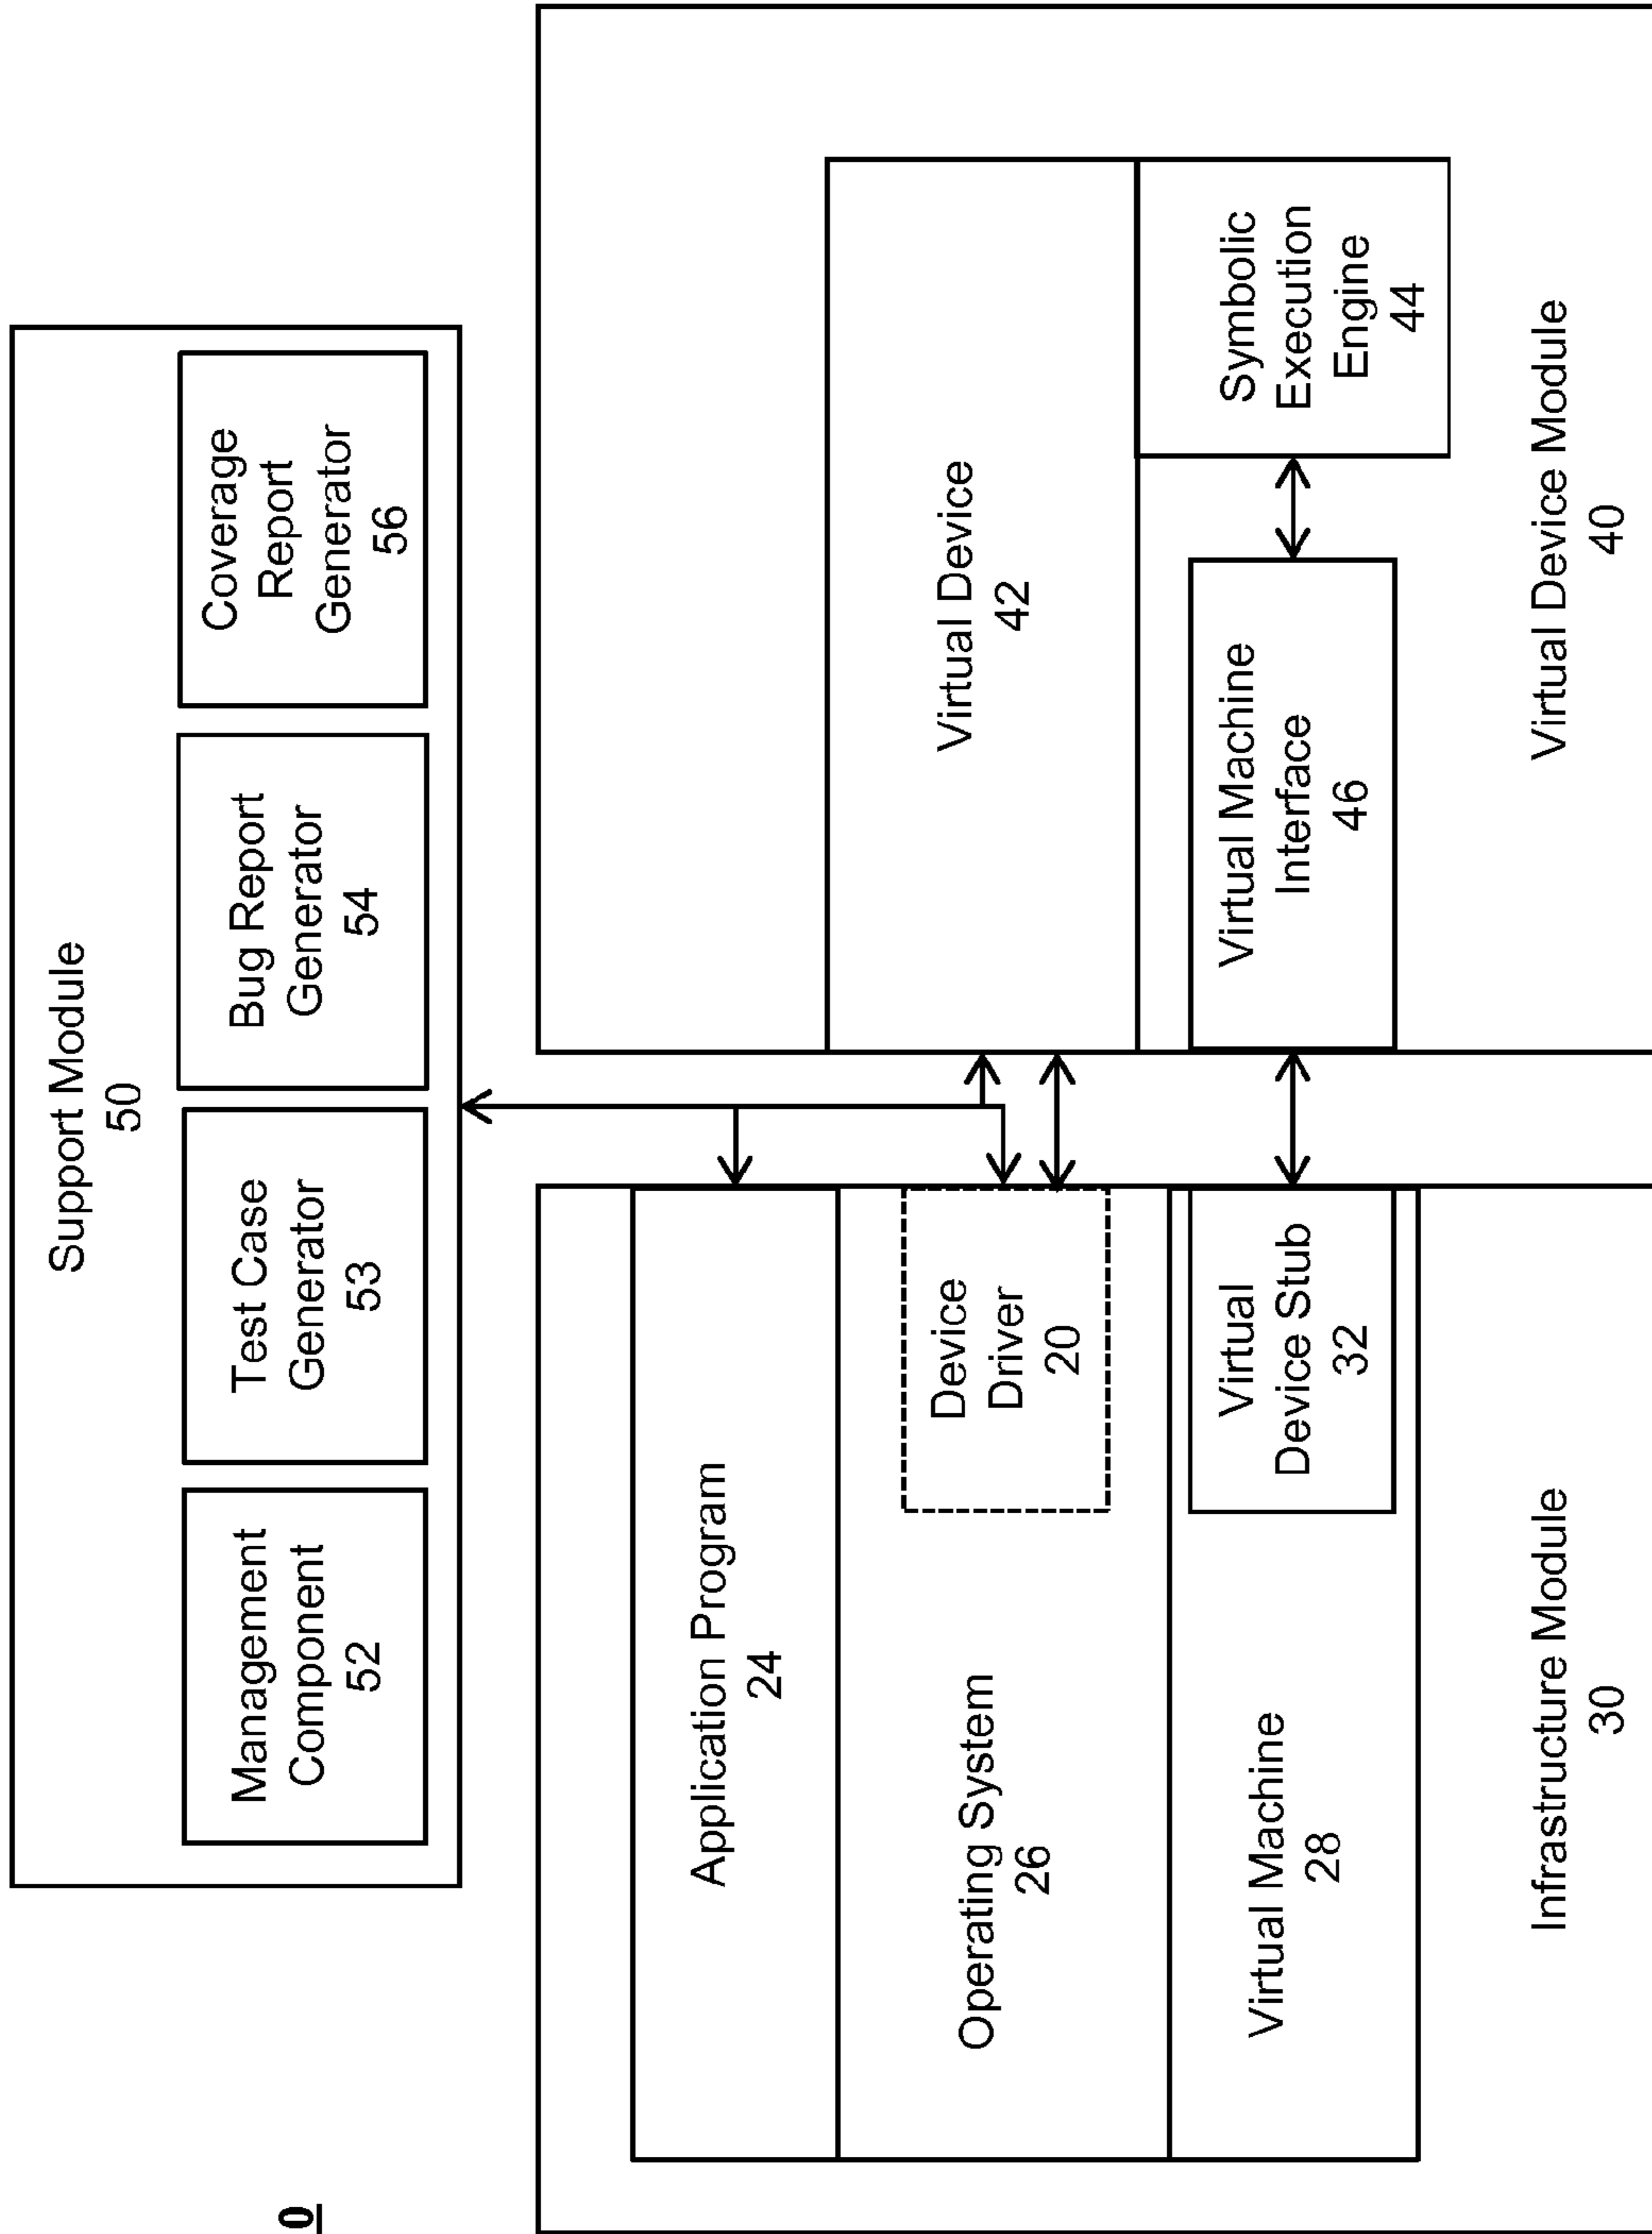 Support Module
50
Management
Component
52
Test Case
Generator
53
Bug Report
Generator
54
Coverage
Report
Generator
56
Application Program
24
Operating System
26
Device
Driver
20
Virtual Machine
28
Virtual
Device Stub
32
Infrastructure Module
30
Virtual Device
42
Virtual Machine
Interface
46
Symbolic
Execution
Engine
44
Virtual Device Module
40